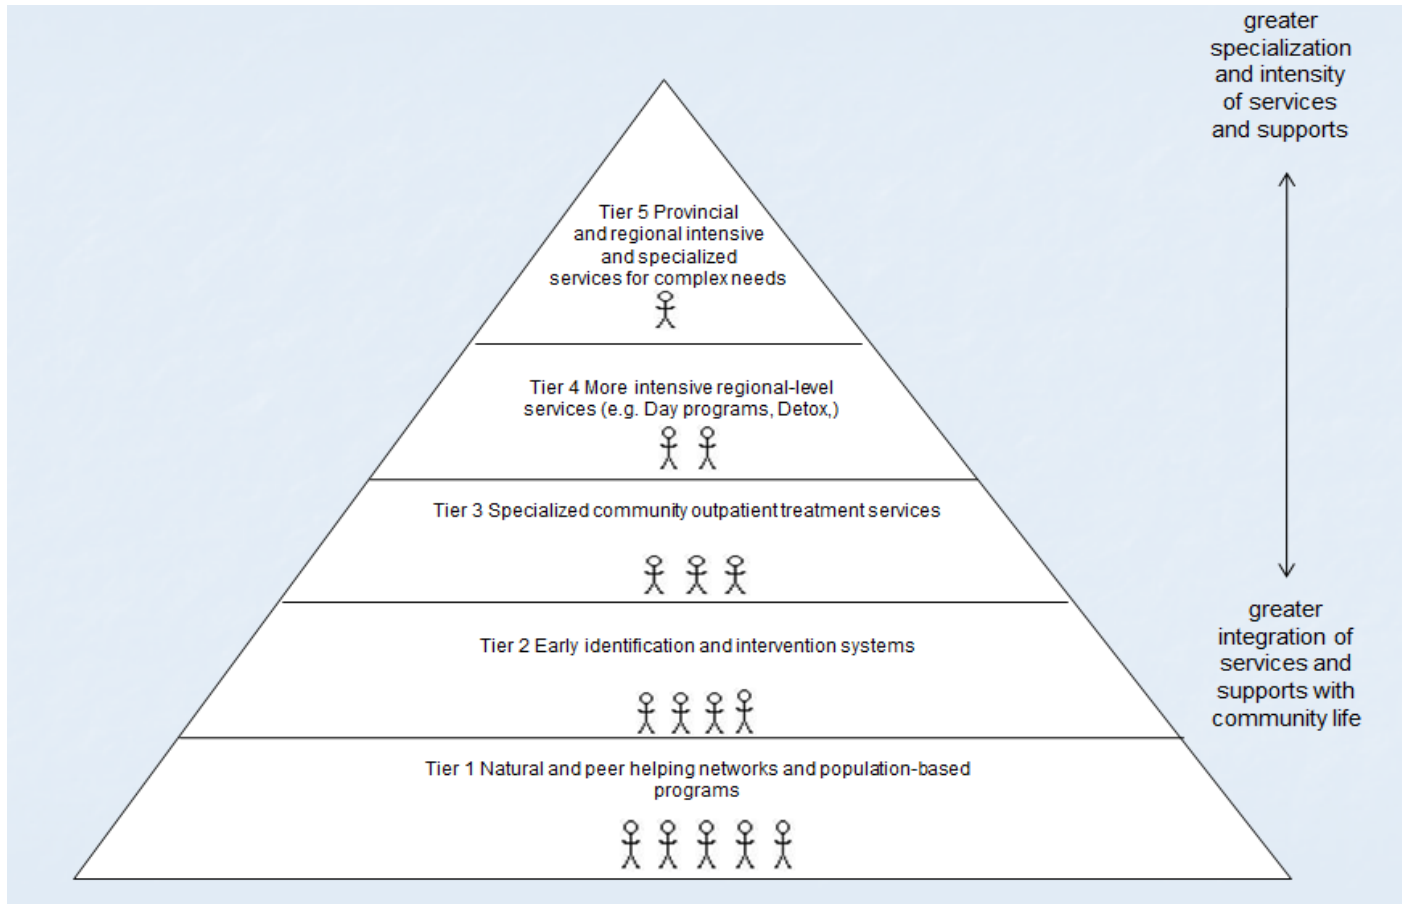 greater
specialization
and intensity
of services
and supports
Tier 5 Provincial
and regional intensive
and specialized
services for complex needs
Tier 4 More intensive regional-level
services (e.g. Day programs, Detox,)
Tier 3 Specialized community outpatient treatment services
Tier 2 Early identification and intervention systems
Tier 1 Natural and peer helping networks and population-based
programs
greater
integration of
services and
supports with
community life